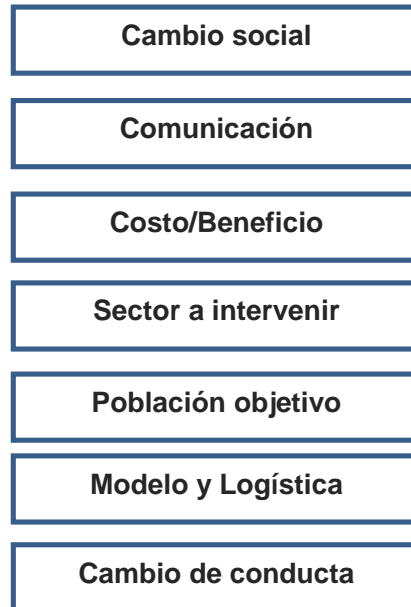 Cambio social
Comunicación
Costo/Beneficio
Sector a intervenir
Población objetivo
Modelo y Logística
Cambio de conducta